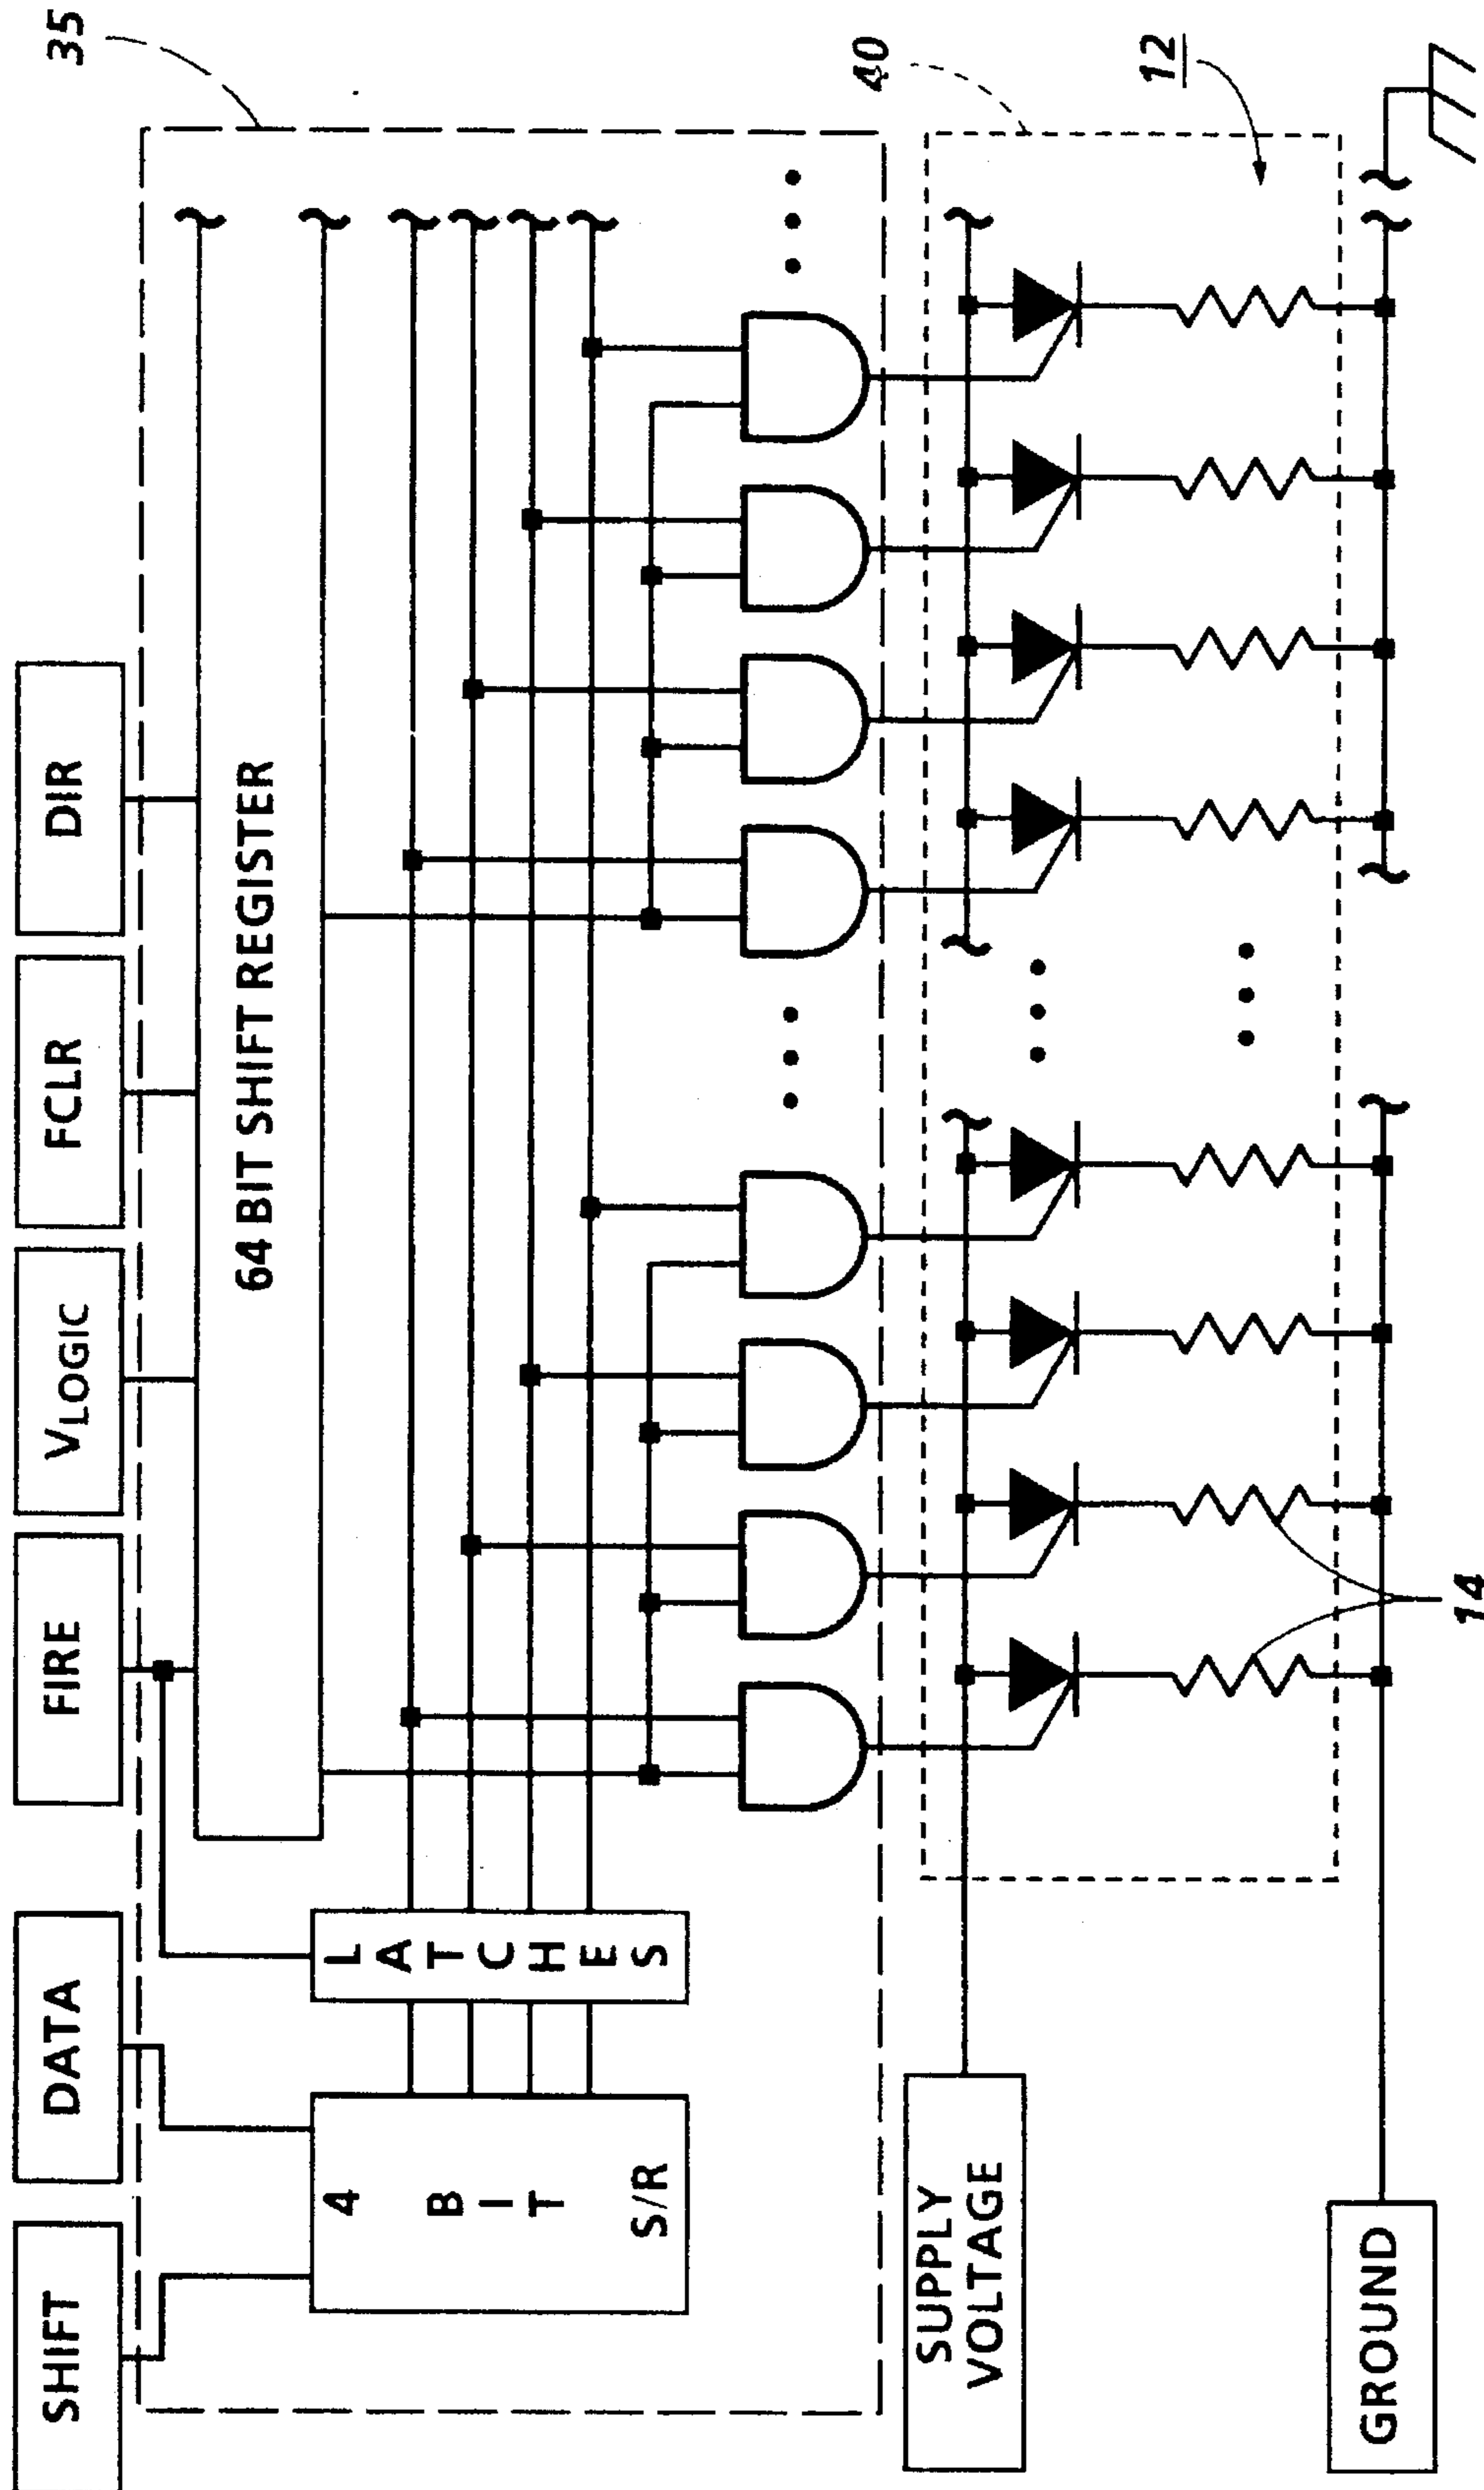 SHIFT
DATA
FIRE
VLOGIC
FCLR
DIR
35
64 BIT SHIFT REGISTER
4
BIT
S/R
LATCHES
40
12
SUPPLY
VOLTAGE
14
GROUND